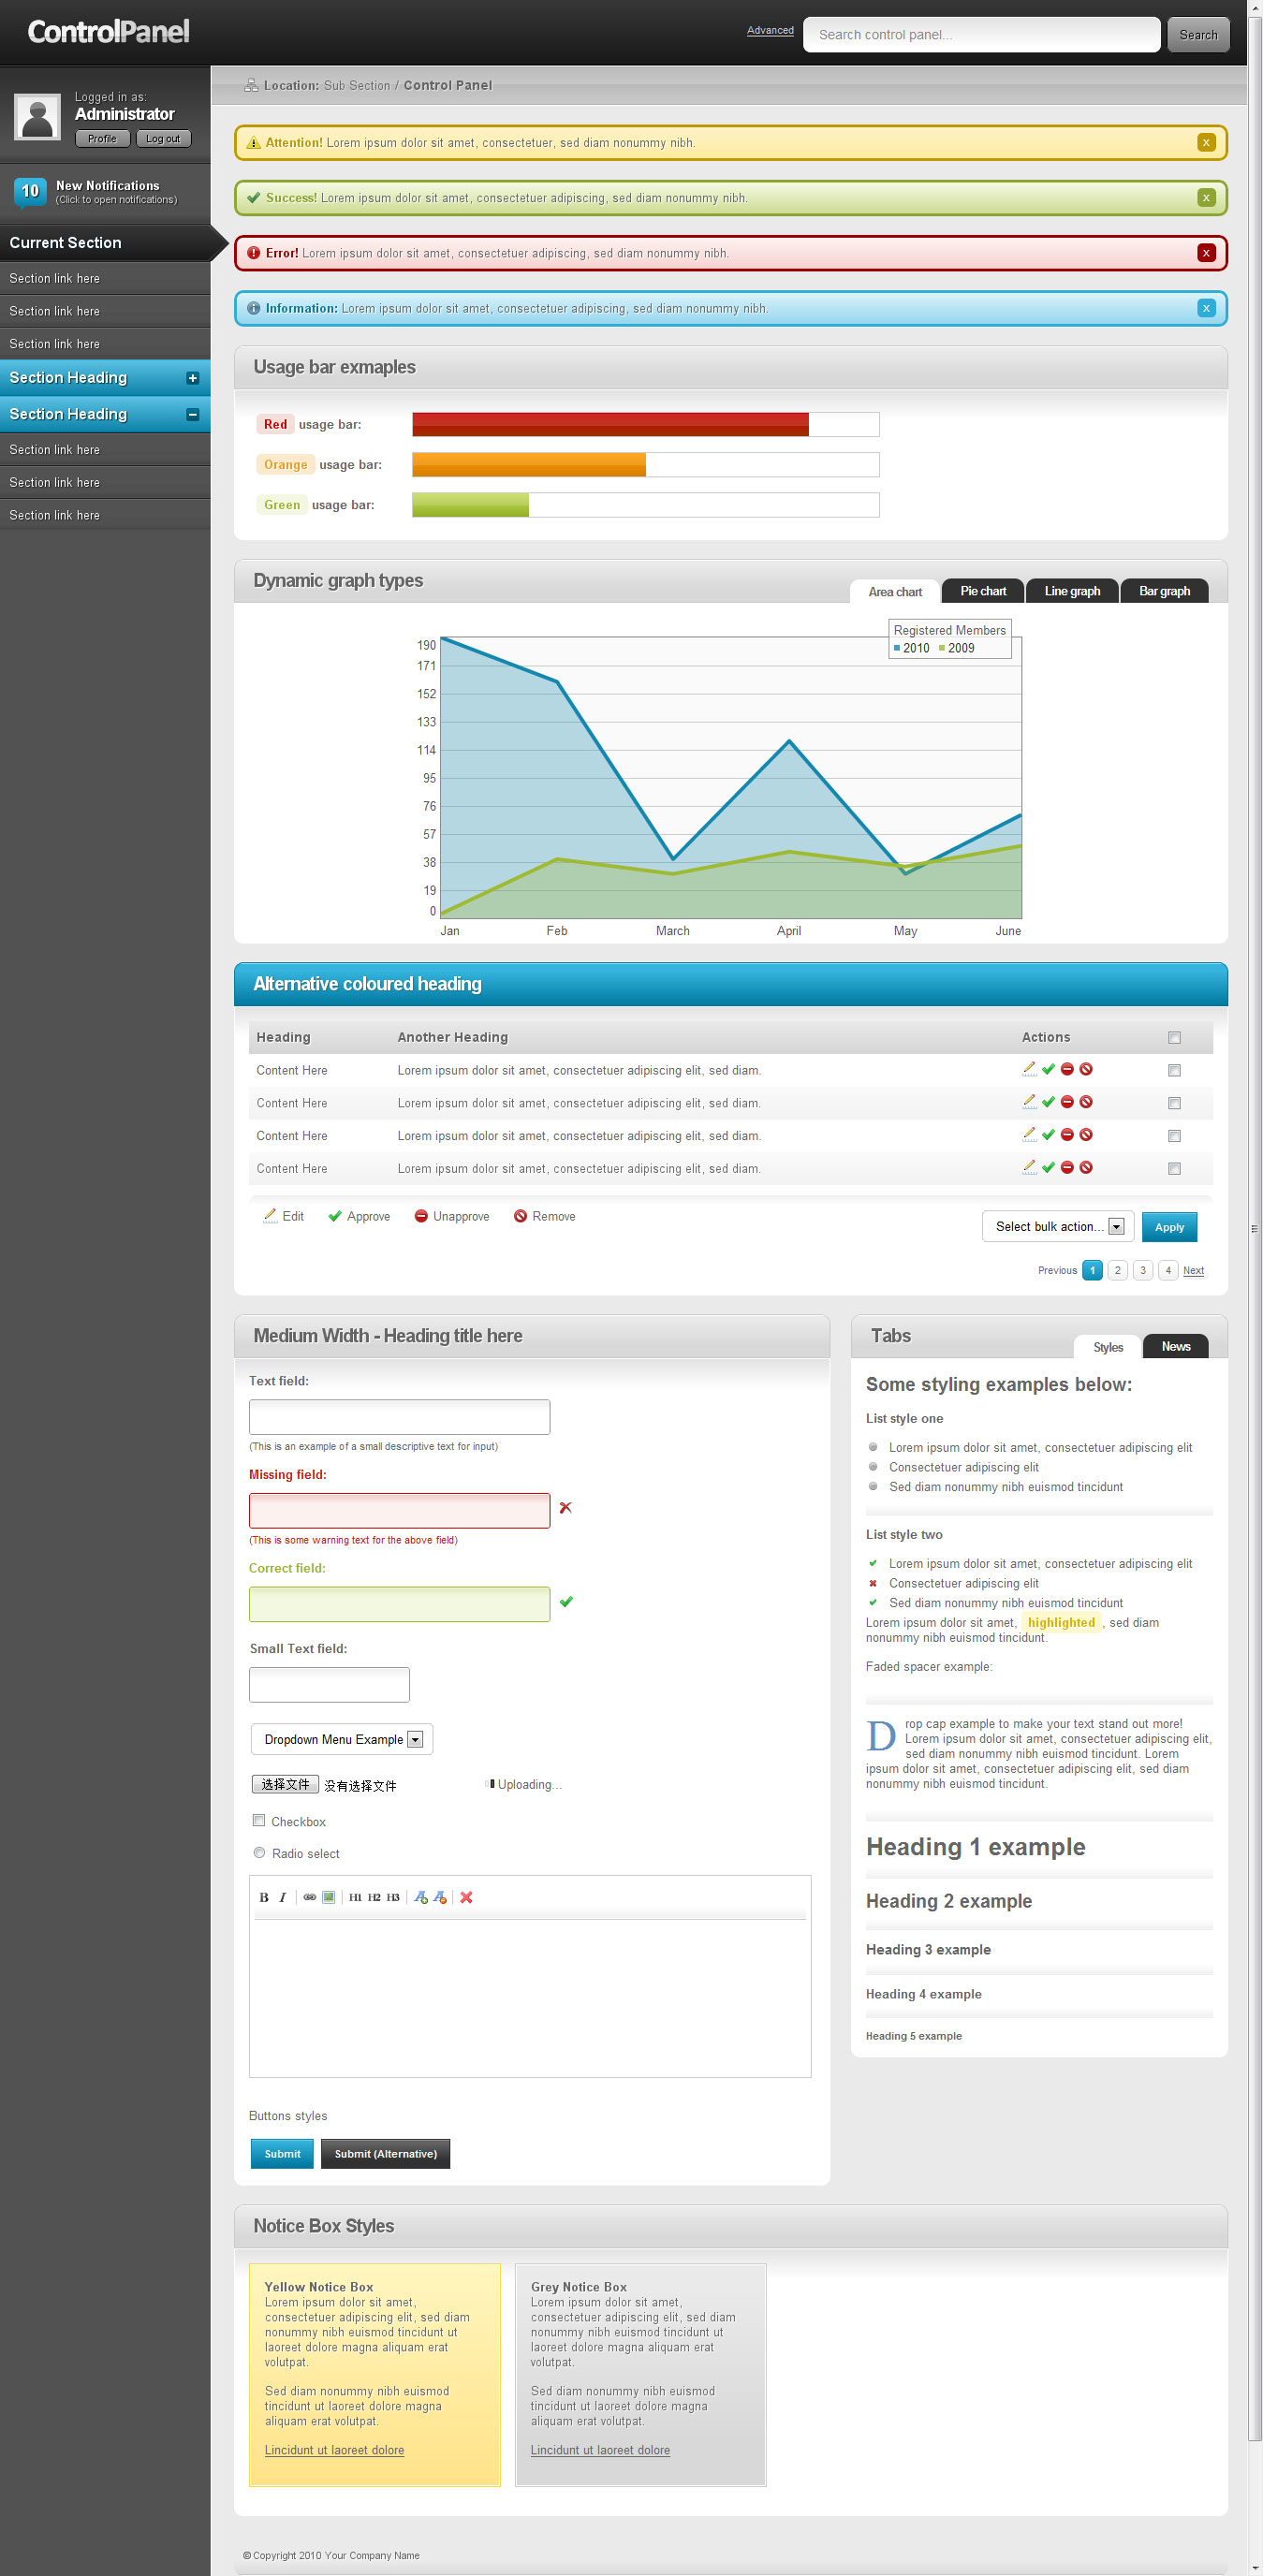 ControlPanel
Advanced
Search control panel...
Search
Logged in as:
Administrator
Profile
Log out
10
New Notifications
(Click to open notifications)
Current Section
Section link here
Section link here
Section link here
Section Heading
Section Heading
Section link here
Section link here
Section link here
Location: Sub Section / Control Panel
Attention! Lorem ipsum dolor sit amet, consectetuer, sed diam nonummy nibh.
x
Success! Lorem ipsum dolor sit amet, consectetuer adipiscing, sed diam nonummy nibh.
x
Error! Lorem ipsum dolor sit amet, consectetuer adipiscing, sed diam nonummy nibh.
x
Information: Lorem ipsum dolor sit amet, consectetuer adipiscing, sed diam nonummy nibh.
x
Usage bar exmaples
Red usage bar:
Orange usage bar:
Green usage bar:
Dynamic graph types
Area chart
Pie chart
Line graph
Bar graph
Registered Members
2010 2009
190
171
152
133
114
95
76
57
38
19
0
Jan Feb March April May June
Alternative coloured heading
Heading Another Heading Actions
Content Here Lorem ipsum dolor sit amet, consectetuer adipiscing elit, sed diam.
Content Here Lorem ipsum dolor sit amet, consectetuer adipiscing elit, sed diam.
Content Here Lorem ipsum dolor sit amet, consectetuer adipiscing elit, sed diam.
Content Here Lorem ipsum dolor sit amet, consectetuer adipiscing elit, sed diam.
Edit Approve Unapprove Remove
Select bulk action...
Apply
Previous 1 2 3 4 Next
Medium Width - Heading title here
Text field:
(This is an example of a small descriptive text for input)
Missing field:
(This is some warning text for the above field)
Correct field:
Small Text field:
Dropdown Menu Example
选择文件 没有选择文件
Uploading...
Checkbox
Radio select
B I H1 H2 H3
Buttons styles
Submit
Submit (Alternative)
Tabs
Styles
News
Some styling examples below:
List style one
Lorem ipsum dolor sit amet, consectetuer adipiscing elit
Consectetuer adipiscing elit
Sed diam nonummy nibh euismod tincidunt
List style two
Lorem ipsum dolor sit amet, consectetuer adipiscing elit
Consectetuer adipiscing elit
Sed diam nonummy nibh euismod tincidunt
Lorem ipsum dolor sit amet, highlighted , sed diam
nonummy nibh euismod tincidunt.
Faded spacer example:
Drop cap example to make your text stand out more!
Lorem ipsum dolor sit amet, consectetuer adipiscing elit,
sed diam nonummy nibh euismod tincidunt. Lorem
ipsum dolor sit amet, consectetuer adipiscing elit, sed diam
nonummy nibh euismod tincidunt.
Heading 1 example
Heading 2 example
Heading 3 example
Heading 4 example
Heading 5 example
Notice Box Styles
Yellow Notice Box
Lorem ipsum dolor sit amet,
consectetuer adipiscing elit, sed diam
nonummy nibh euismod tincidunt ut
laoreet dolore magna aliquam erat
volutpat.
Sed diam nonummy nibh euismod
tincidunt ut laoreet dolore magna
aliquam erat volutpat.
Lincidunt ut laoreet dolore
Grey Notice Box
Lorem ipsum dolor sit amet,
consectetuer adipiscing elit, sed diam
nonummy nibh euismod tincidunt ut
laoreet dolore magna aliquam erat
volutpat.
Sed diam nonummy nibh euismod
tincidunt ut laoreet dolore magna
aliquam erat volutpat.
Lincidunt ut laoreet dolore
© Copyright 2010 Your Company Name